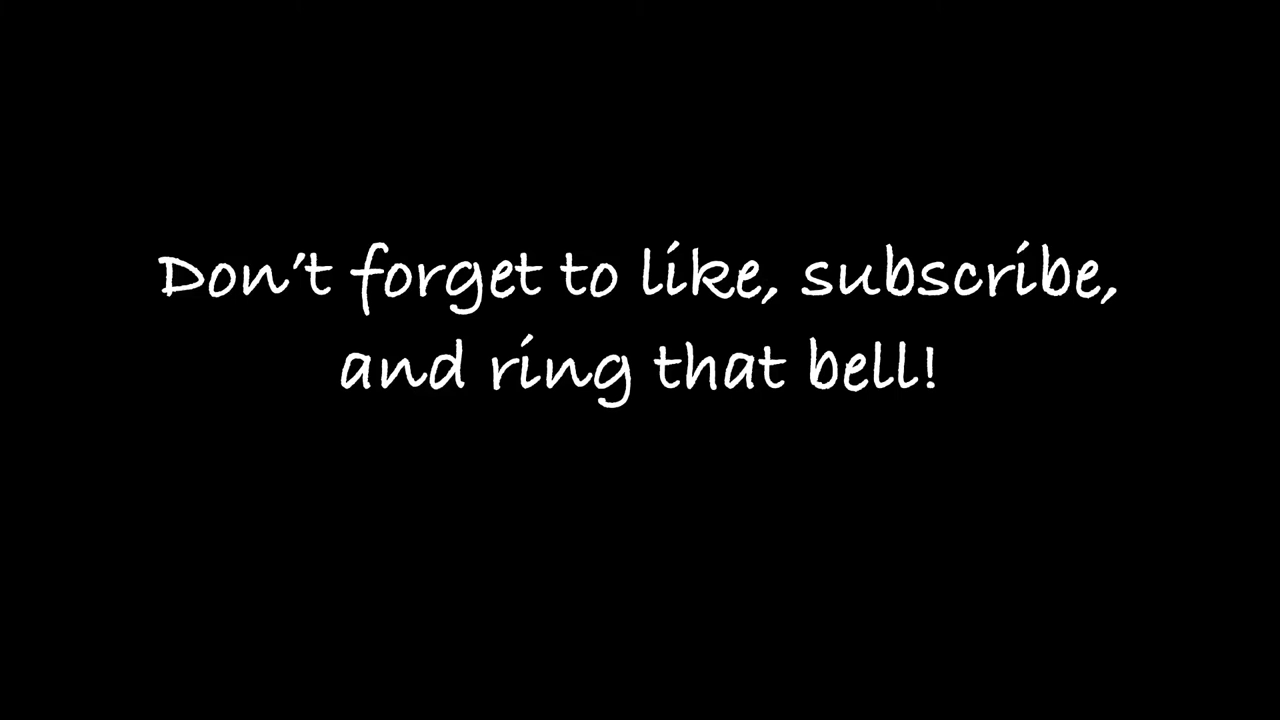 Don't forget to like, subscribe,
and ring that bell!